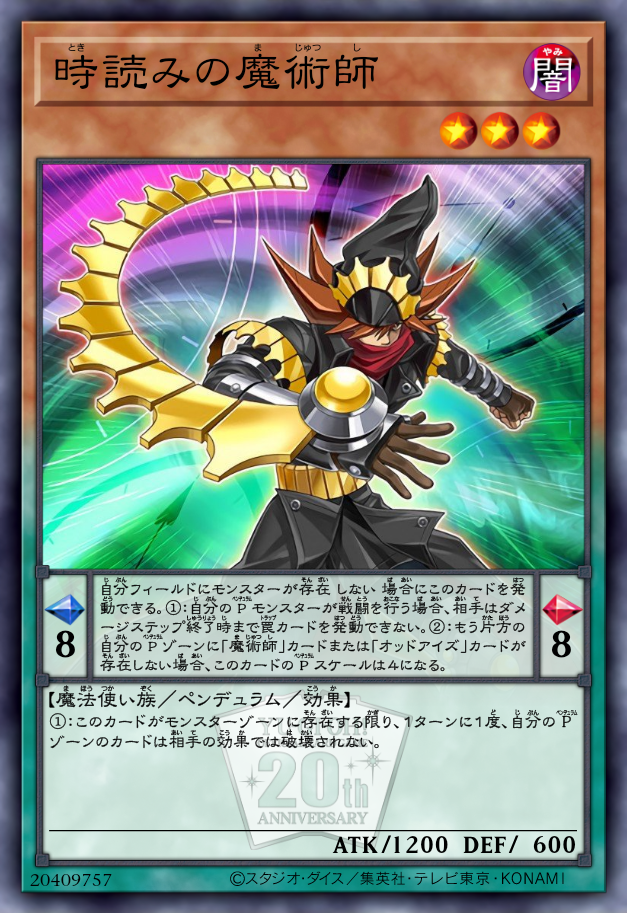 時読みの魔術師
闇
8
自分フィールドにモンスターが存在しない場合にこのカードを発
動できる。①:自分のPモンスターが戦闘を行う場合、相手はダメ
ージステップ終了時まで罠カードを発動できない。②:もう片方の
自分のPゾーンに「魔術師」カードまたは「オッドアイズ」カードが
存在しない場合、このカードのPスケールは4になる。
8
【魔法使い族/ペンデュラム/効果】
①:このカードがモンスターゾーンに存在する限り、1ターンに1度、自分のP
ゾーンのカードは相手の効果では破壊されない。
20th
ANNIVERSARY
ATK/1200 DEF/ 600
20409757
©スタジオ・ダイス/集英社・テレビ東京・KONAMI